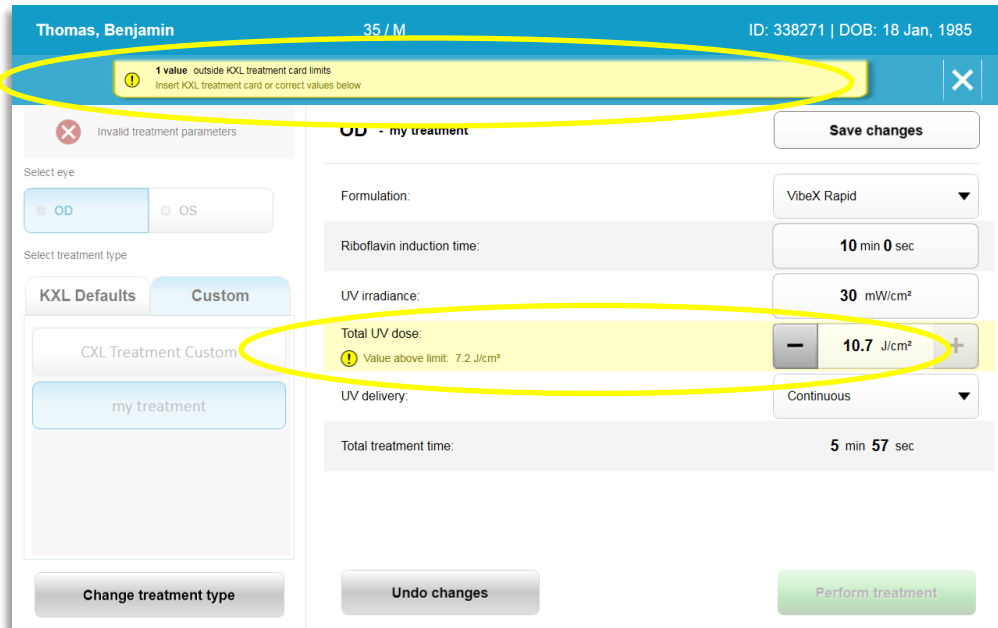 Thomas, Benjamin
35 / M
ID: 338271 | DOB: 18 Jan, 1985
1 value outside KXL treatment card limits
Insert KXL treatment card or correct values below
Invalid treatment parameters
OD - my treatment
Save changes
Select eye
OD
OS
Select treatment type
KXL Defaults
Custom
CXL Treatment Custom
my treatment
Change treatment type
Formulation:
VibeX Rapid
Riboflavin induction time:
10 min 0 sec
UV irradiance:
30 mW/cm²
Total UV dose:
Value above limit: 7.2 J/cm²
10.7 J/cm²
UV delivery:
Continuous
Total treatment time:
5 min 57 sec
Undo changes
Perform treatment